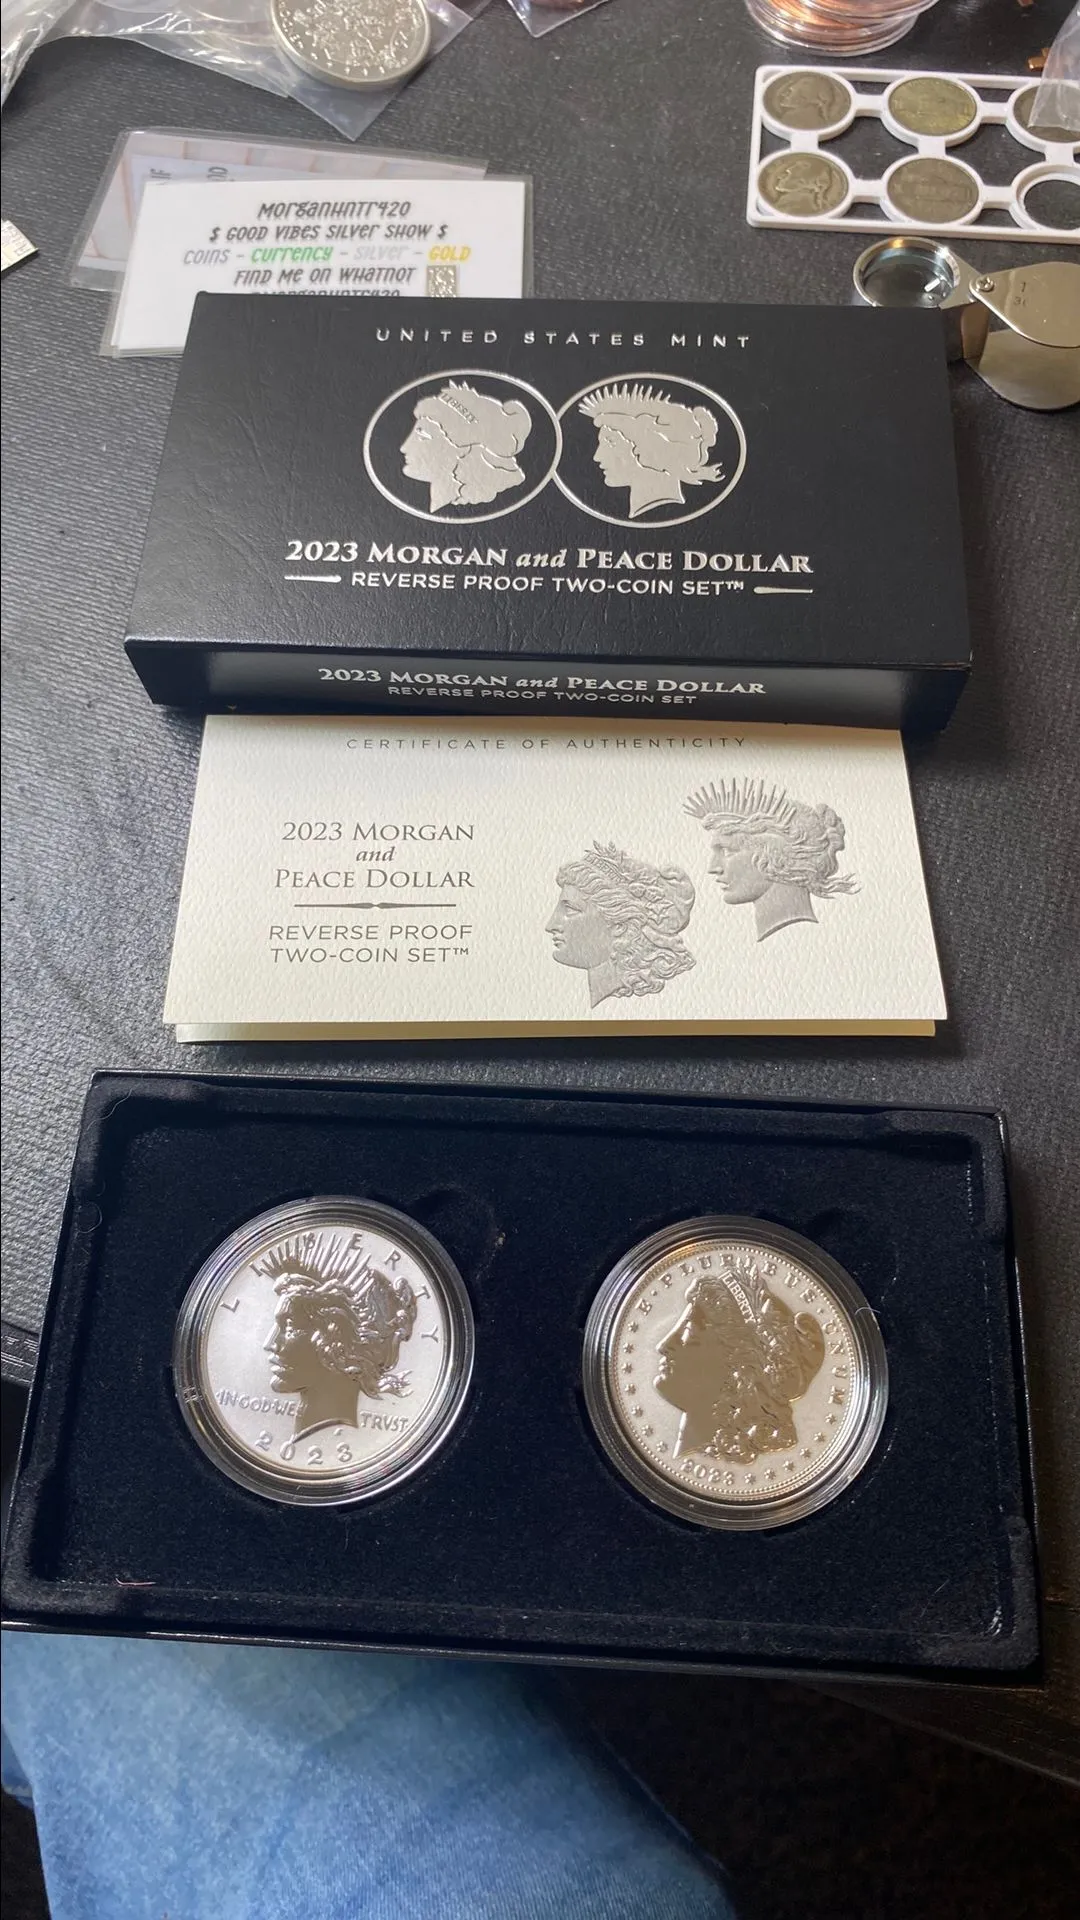 MorganHNTR420
$ GOOD VIBES SILVER SHOW $
COINS - CURRENCY - SILVER - GOLD
FIND ME ON WHATNOT
UNITED STATES MINT
LIBERTY
2023 MORGAN and PEACE DOLLAR
REVERSE PROOF TWO-COIN SET™
2023 MORGAN and PEACE DOLLAR
REVERSE PROOF TWO-COIN SET
CERTIFICATE OF AUTHENTICITY
2023 MORGAN
and
PEACE DOLLAR
REVERSE PROOF
TWO-COIN SET™
LIBERTY
IN GOD WE TRUST
2023
E·PLURIBUS·UNUM
LIBERTY
2023